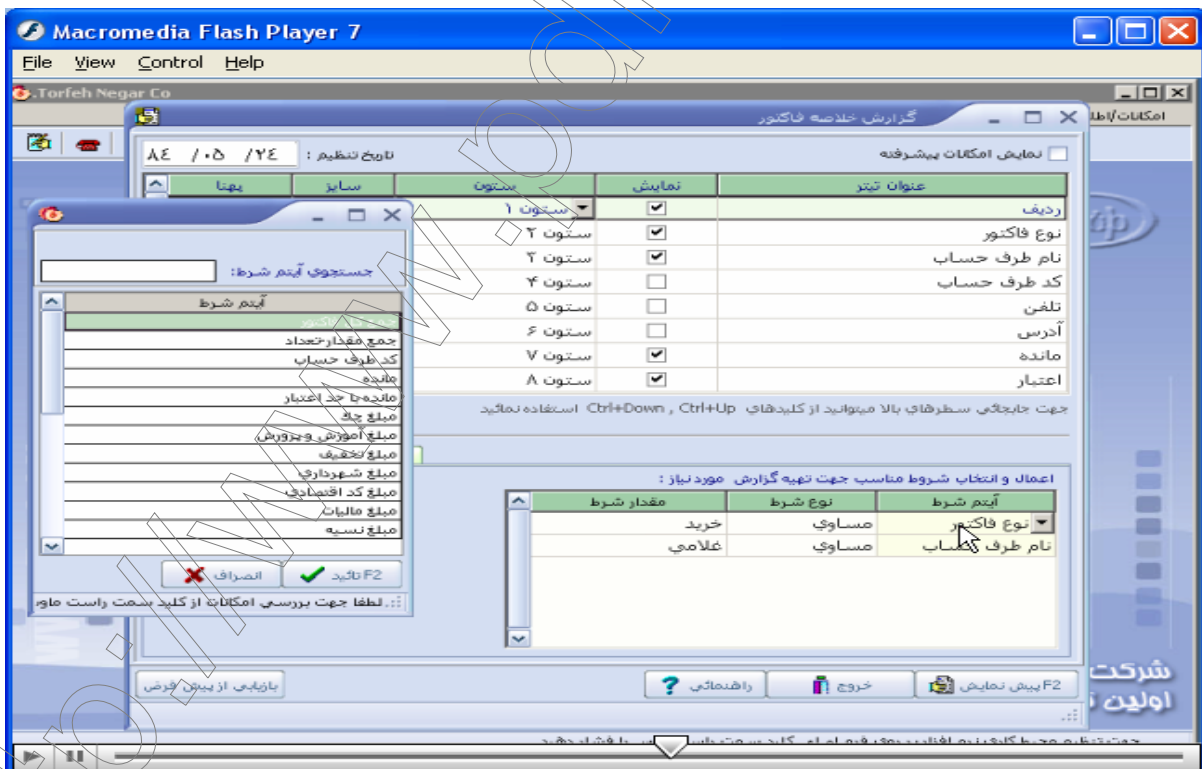 Macromedia Flash Player 7
File View Control Help
.Torfeh Negar Co
گزارش خلاصه فاکتور
امکانات/اطلا
نمایش امکانات پیشرفته
تاریخ تنظیم : ۲٤/ ۰۵/ ۸٤
عنوان تیتر نمایش ستون سایز پهنا
ردیف ستون ۱
نوع فاکتور ستون ۲
نام طرف حساب ستون ۳
کد طرف حساب ستون ۴
تلفن ستون ۵
آدرس ستون ۶
مانده ستون ۷
اعتبار ستون ۸
جهت جابجائی سطرهای بالا میتوانید از کلیدهای Ctrl+Down , Ctrl+Up استفاده نمائید
اعمال و انتخاب شروط مناسب جهت تهیه گزارش مورد نیاز :
آیتم شرط نوع شرط مقدار شرط
نوع فاکتور مساوي خرید
نام طرف حساب مساوي غلامي
F2 پیش نمایش خروج راهنمائی بازیابی از پیش فرض
جستجوي آیتم شرط:
آیتم شرط
جمع مقدار-تعداد
کد طرف حساب
مانده
مانده با حد اعتبار
مبلغ چك
مبلغ آموزش و پرورش
مبلغ تخفیف
مبلغ شهرداري
مبلغ کد اقتصادي
مبلغ مالیات
مبلغ نسیه
F2 تائید انصراف
لطفا جهت بررسی امکانات از کلید سمت راست ماو
شرکت
اولین